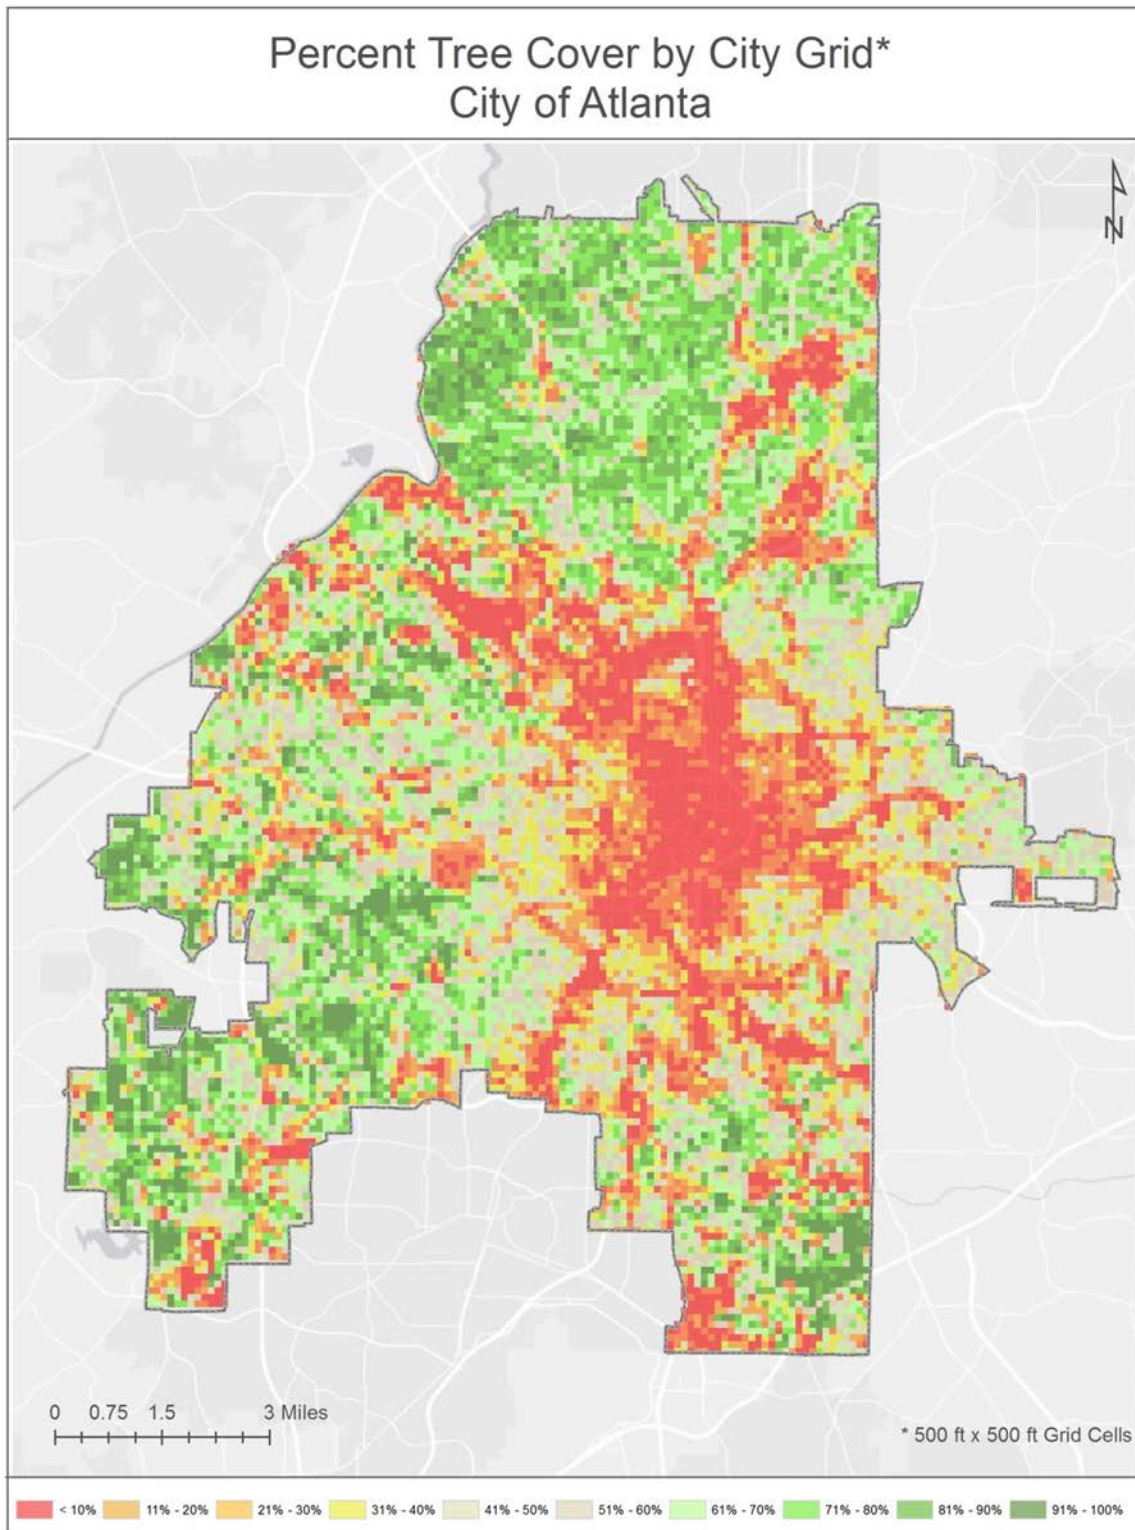 Percent Tree Cover by City Grid*
City of Atlanta
N
0 0.75 1.5 3 Miles
* 500 ft x 500 ft Grid Cells
< 10% 11% - 20% 21% - 30% 31% - 40% 41% - 50% 51% - 60% 61% - 70% 71% - 80% 81% - 90% 91% - 100%